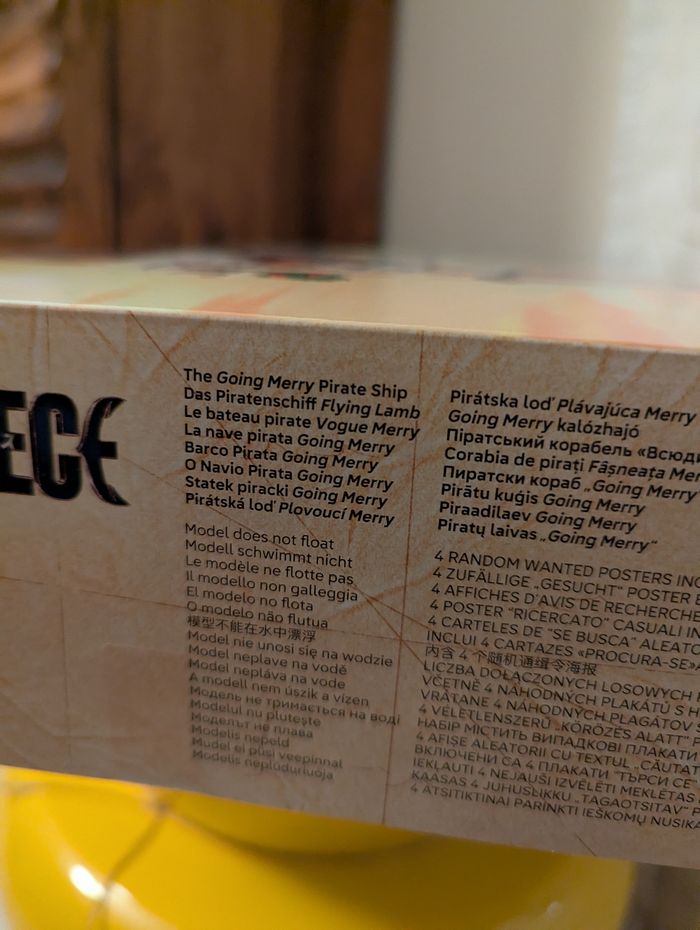 ECE
The Going Merry Pirate Ship
Das Piratenschiff Flying Lamb
Le bateau pirate Vogue Merry
La nave pirata Going Merry
Barco Pirata Going Merry
O Navio Pirata Going Merry
Statek piracki Going Merry
Pirátská loď Plovoucí Merry
Model does not float
Modell schwimmt nicht
Le modèle ne flotte pas
Il modello non galleggia
El modelo no flota
O modelo não flutua
模型不能在水中漂浮
Model nie unosi się na wodzie
Model neplave na vodě
Model nepláva na vode
A modell nem úszik a vízen
Модель не тримається на воді
Modelul nu plutește
Моделът не плава
Modelis nepeld
Mudel ei püsi veepinnal
Modelis neplūduriuoja
Pirátska loď Plávajúca Merry
Going Merry kalózhajó
Піратський корабель «Всюди
Corabia de pirați Fâșneața Mer
Пиратски кораб „Going Merry“
Pirātu kuģis Going Merry
Piraadilaev Going Merry
Piratų laivas „Going Merry“
4 RANDOM WANTED POSTERS INC
4 ZUFÄLLIGE „GESUCHT“ POSTER E
4 AFFICHES D'AVIS DE RECHERCHE
4 POSTER “RICERCATO” CASUALI IN
4 CARTELES DE “SE BUSCA” ALEATO
INCLUI 4 CARTAZES «PROCURA-SE»
内含 4 个随机通缉令海报
LICZBA DOŁĄCZONYCH LOSOWYCH
VČETNĚ 4 NÁHODNÝCH PLAKÁTŮ S H
VRÁTANE 4 NÁHODNÝCH PLAGÁTOV S
4 VÉLETLENSZERŰ „KÖRÖZÉS ALATT” P
НАБІР МІСТИТЬ ВИПАДКОВІ ПЛАКАТИ
4 AFIȘE ALEATORII CU TEXTUL „CĂUTA
ВКЛЮЧЕНИ СА 4 ПЛАКАТИ “ТЪРСИ СЕ”
IEKĻAUTI 4 NEJAUŠI IZVĒLĒTI MEKLĒTAS
KAASAS 4 JUHUSLIKKU „TAGAOTSITAV” P
4 ATSITIKTINAI PARINKTI IEŠKOMŲ NUSIKA